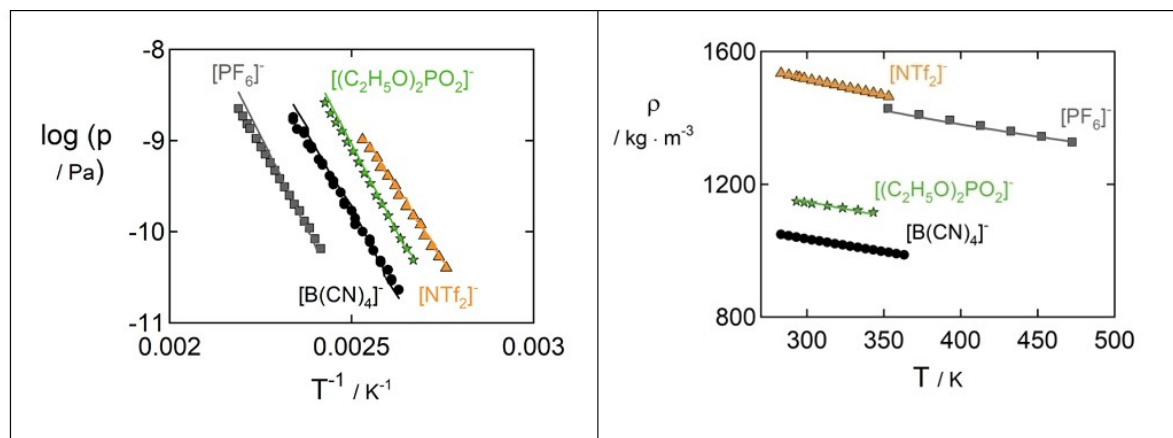 -8
[PF₆]⁻
[(C₂H₅O)₂PO₂]⁻
log (p
/ Pa)
-9
-10
[B(CN)₄]⁻
[NTf₂]⁻
-11
0.002
0.0025
0.003
T⁻¹ / K⁻¹
1600
[NTf₂]⁻
ρ
/ kg · m⁻³
[PF₆]⁻
1200
[(C₂H₅O)₂PO₂]⁻
[B(CN)₄]⁻
800
300
350
400
450
500
T / K